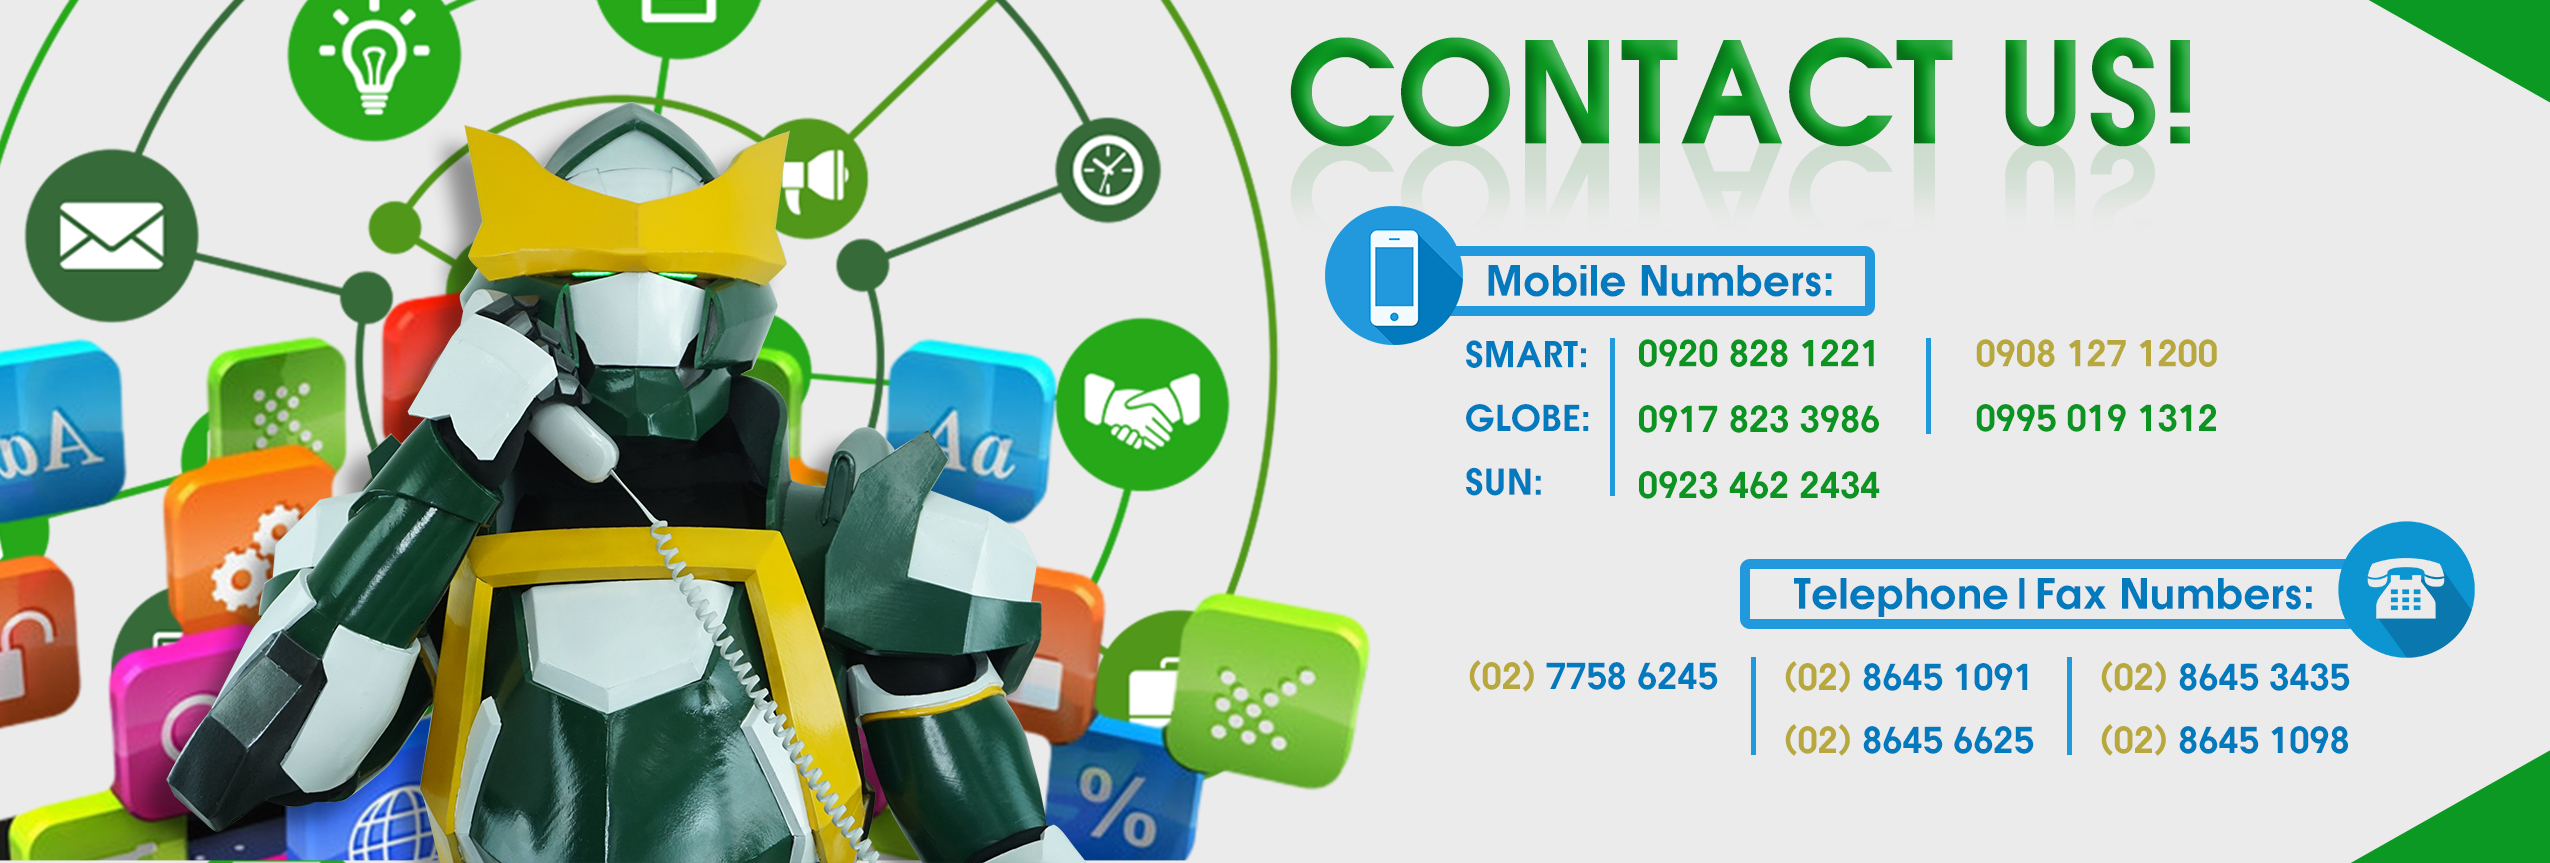 CONTACT US!
Mobile Numbers:
SMART: 0920 828 1221 0908 127 1200
GLOBE: 0917 823 3986 0995 019 1312
SUN: 0923 462 2434
Telephone | Fax Numbers:
(02) 7758 6245 (02) 8645 1091 (02) 8645 3435
(02) 8645 6625 (02) 8645 1098
Aa
Aa
%